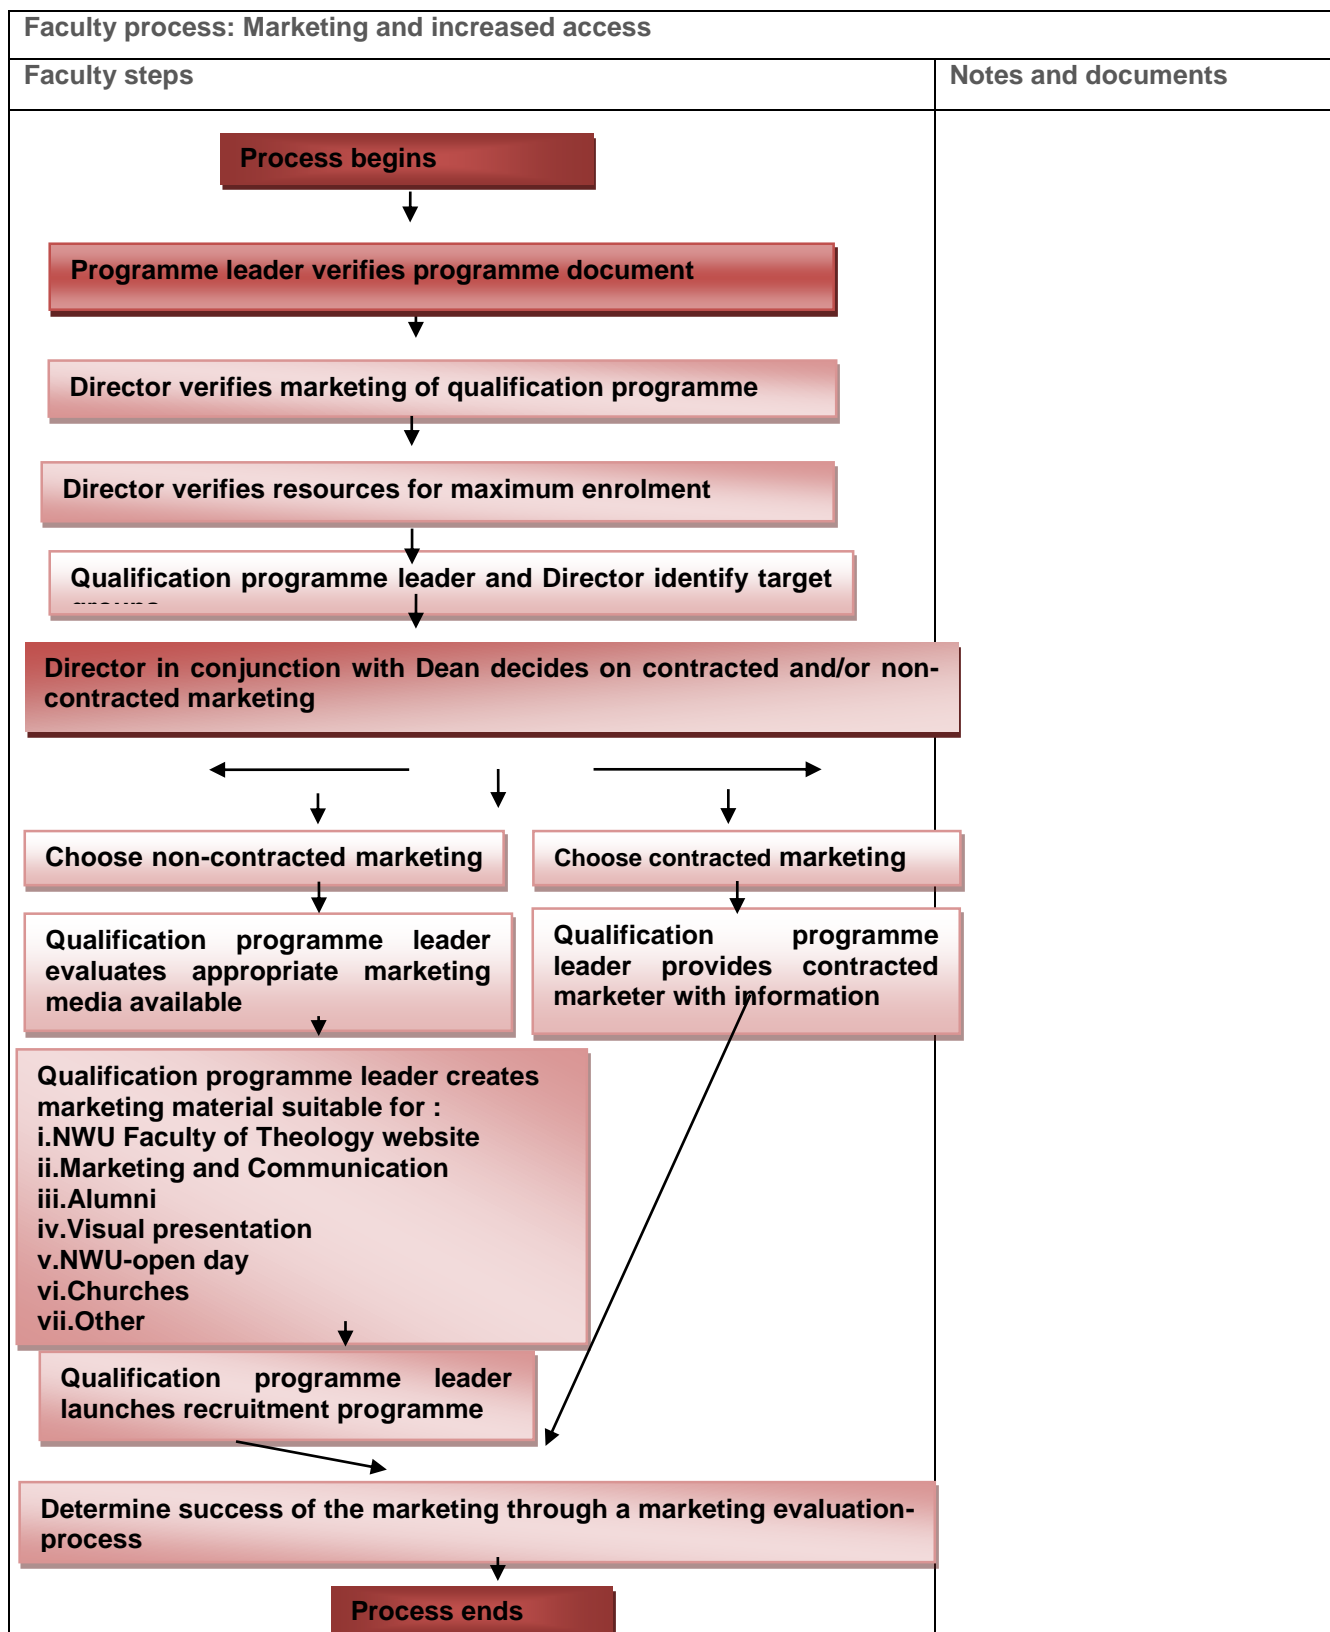 Faculty process: Marketing and increased access
Faculty steps
Notes and documents
Process begins
Programme leader verifies programme document
Director verifies marketing of qualification programme
Director verifies resources for maximum enrolment
Qualification programme leader and Director identify target
Director in conjunction with Dean decides on contracted and/or non-
contracted marketing
Choose non-contracted marketing
Choose contracted marketing
Qualification programme leader
evaluates appropriate marketing
media available
Qualification programme
leader provides contracted
marketer with information
Qualification programme leader creates
marketing material suitable for :
i.NWU Faculty of Theology website
ii.Marketing and Communication
iii.Alumni
iv.Visual presentation
v.NWU-open day
vi.Churches
vii.Other
Qualification programme leader
launches recruitment programme
Determine success of the marketing through a marketing evaluation-
process
Process ends